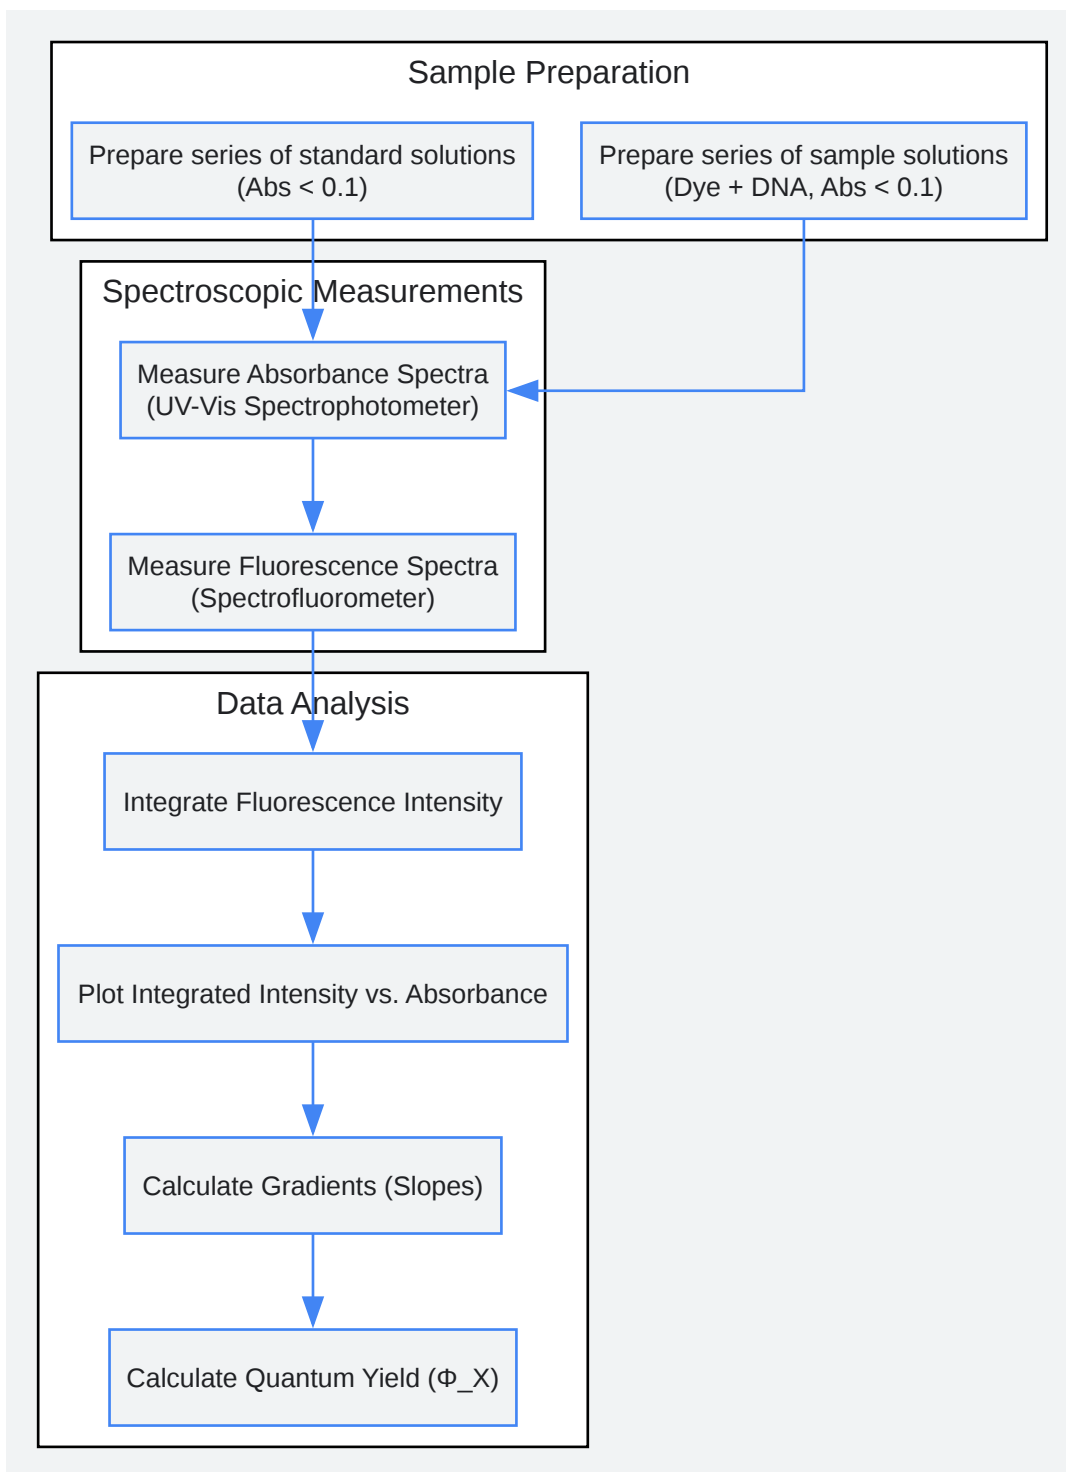 Sample Preparation
Prepare series of standard solutions
(Abs < 0.1)
Prepare series of sample solutions
(Dye + DNA, Abs < 0.1)
Spectroscopic Measurements
Measure Absorbance Spectra
(UV-Vis Spectrophotometer)
Measure Fluorescence Spectra
(Spectrofluorometer)
Data Analysis
Integrate Fluorescence Intensity
Plot Integrated Intensity vs. Absorbance
Calculate Gradients (Slopes)
Calculate Quantum Yield (Φ_X)